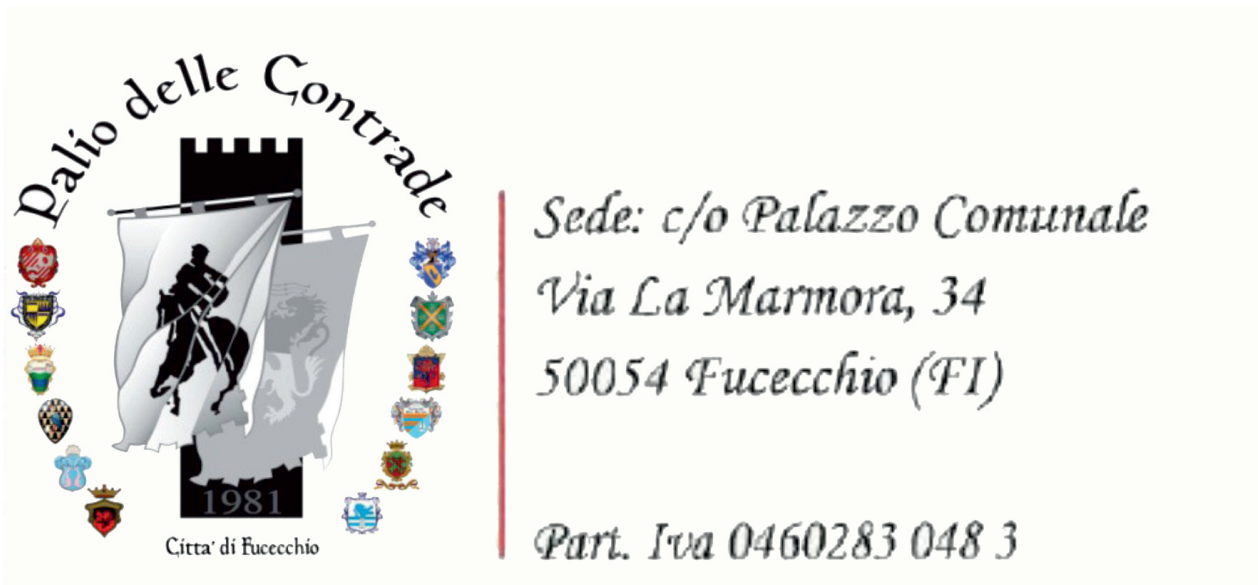 Palio delle Contrade
1981
Citta' di Fucecchio
Sede: c/o Palazzo Comunale
Via La Marmora, 34
50054 Fucecchio (FI)
Part. Iva 0460283 048 3